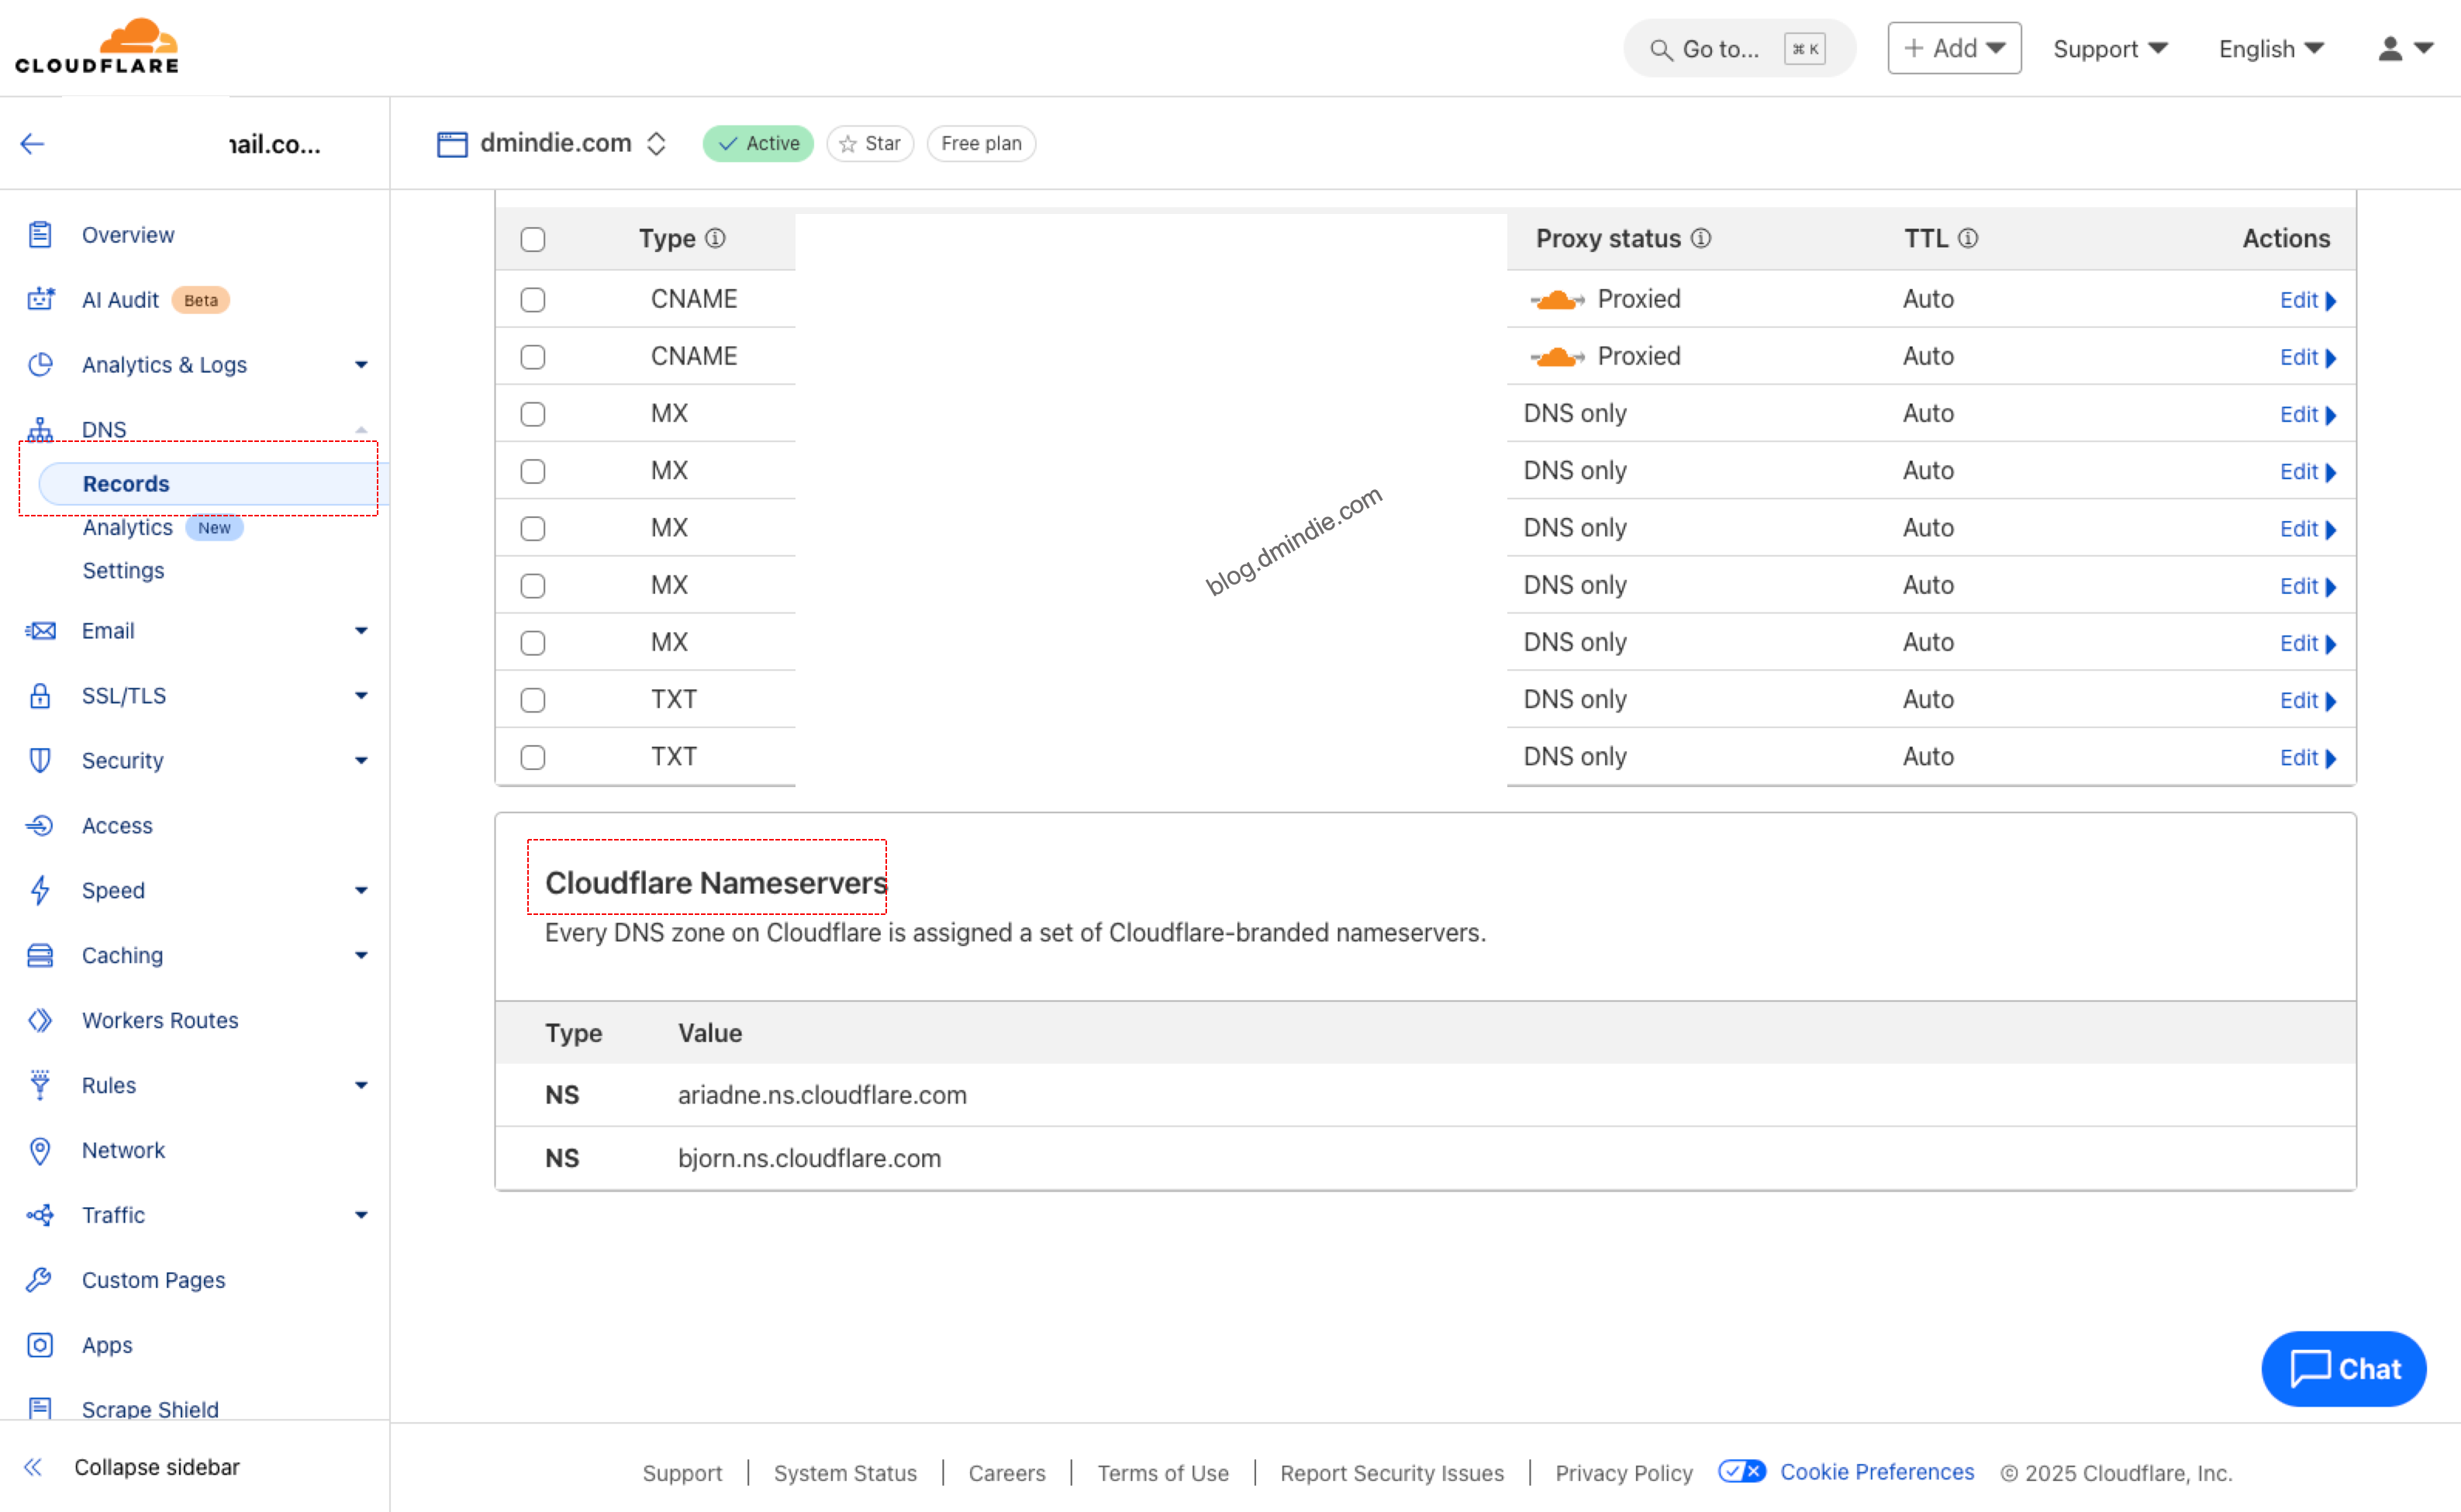 CLOUDFLARE
Go to... ⌘ K
+ Add
Support
English
nail.co...
dmindie.com Active Star Free plan
Overview
AI Audit Beta
Analytics & Logs
DNS
Records
Analytics New
Settings
Email
SSL/TLS
Security
Access
Speed
Caching
Workers Routes
Rules
Network
Traffic
Custom Pages
Apps
Scrape Shield
Collapse sidebar
Type Proxy status TTL Actions
CNAME Proxied Auto Edit
CNAME Proxied Auto Edit
MX DNS only Auto Edit
MX DNS only Auto Edit
MX DNS only Auto Edit
MX DNS only Auto Edit
MX DNS only Auto Edit
TXT DNS only Auto Edit
TXT DNS only Auto Edit
blog.dmindie.com
Cloudflare Nameservers
Every DNS zone on Cloudflare is assigned a set of Cloudflare-branded nameservers.
Type Value
NS ariadne.ns.cloudflare.com
NS bjorn.ns.cloudflare.com
Chat
Support | System Status | Careers | Terms of Use | Report Security Issues | Privacy Policy Cookie Preferences © 2025 Cloudflare, Inc.